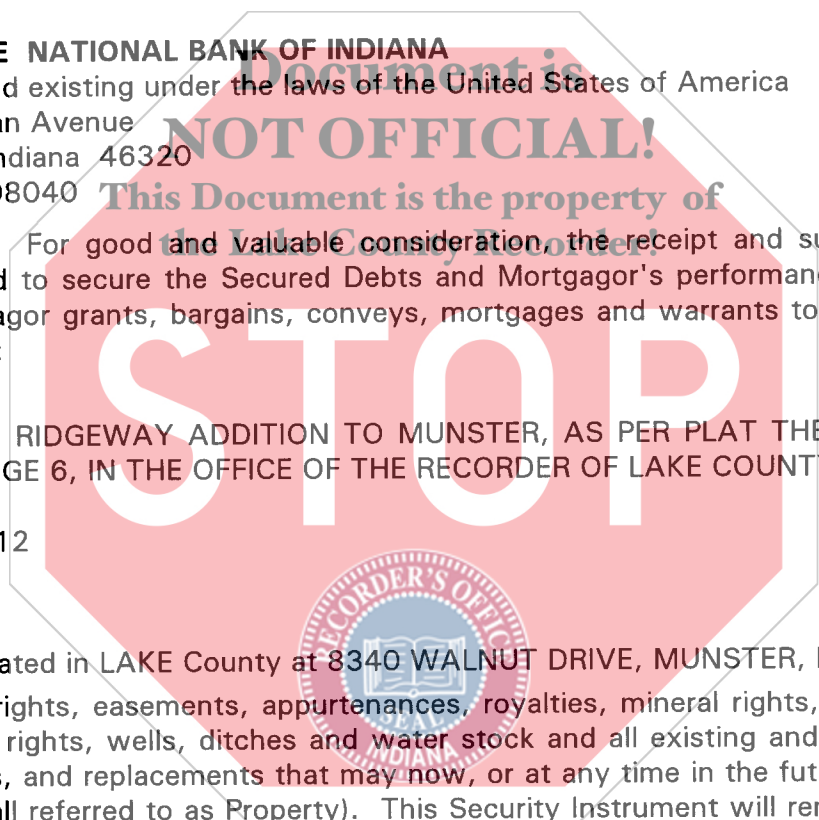 E NATIONAL BANK OF INDIANA
Document is
d existing under the laws of the United States of America
n Avenue
NOT OFFICIAL!
ndiana 46320
08040
This Document is the property of
the Lake County Recorder!
For good and valuable consideration, the receipt and su
d to secure the Secured Debts and Mortgagor's performan
agor grants, bargains, conveys, mortgages and warrants to
:
STOP
RIDGEWAY ADDITION TO MUNSTER, AS PER PLAT THE
GE 6, IN THE OFFICE OF THE RECORDER OF LAKE COUNTY
12
RECORDER'S OFFIC
SEAL
INDIANA
ated in LAKE County at 8340 WALNUT DRIVE, MUNSTER, I
rights, easements, appurtenances, royalties, mineral rights,
rights, wells, ditches and water stock and all existing and
s, and replacements that may now, or at any time in the fut
all referred to as Property). This Security Instrument will rem